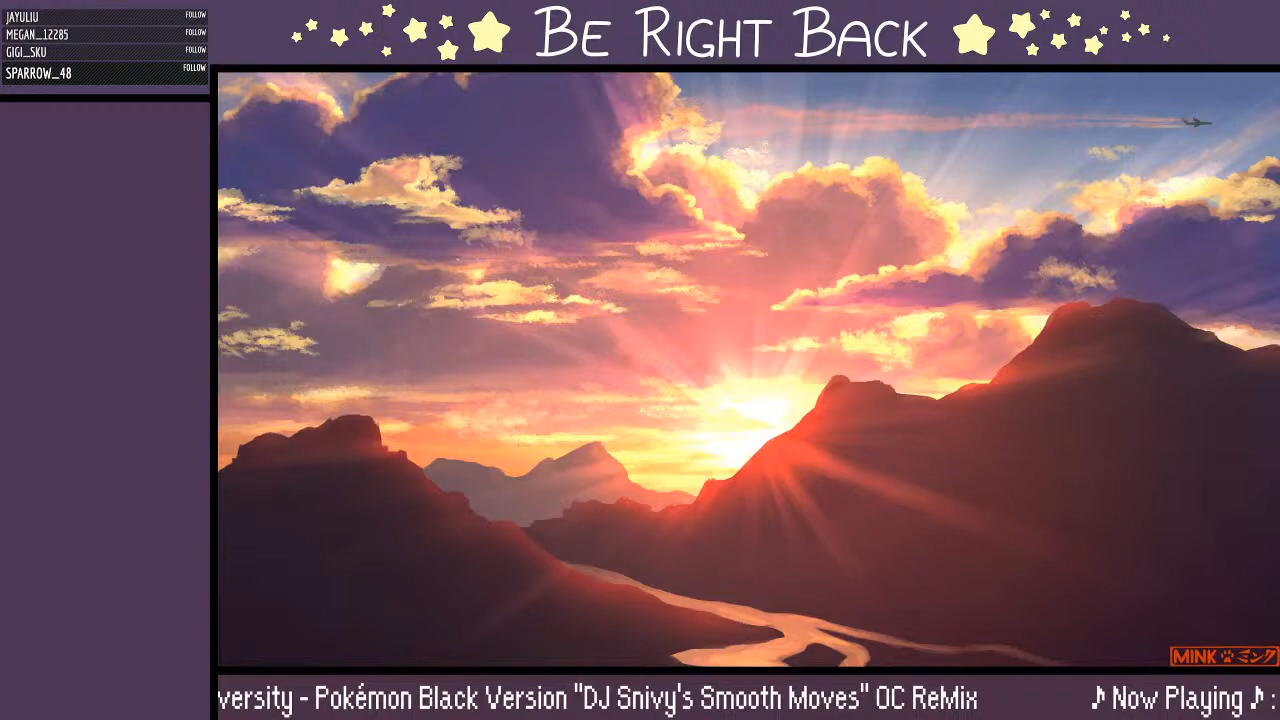 JAYULIU FOLLOW
MEGAN_12285 FOLLOW
GIGI_SKU FOLLOW
SPARROW_48 FOLLOW
BE RIGHT BACK
MINK ミンク
versity - Pokémon Black Version "DJ Snivy's Smooth Moves" OC ReMix ♪ Now Playing ♪ :